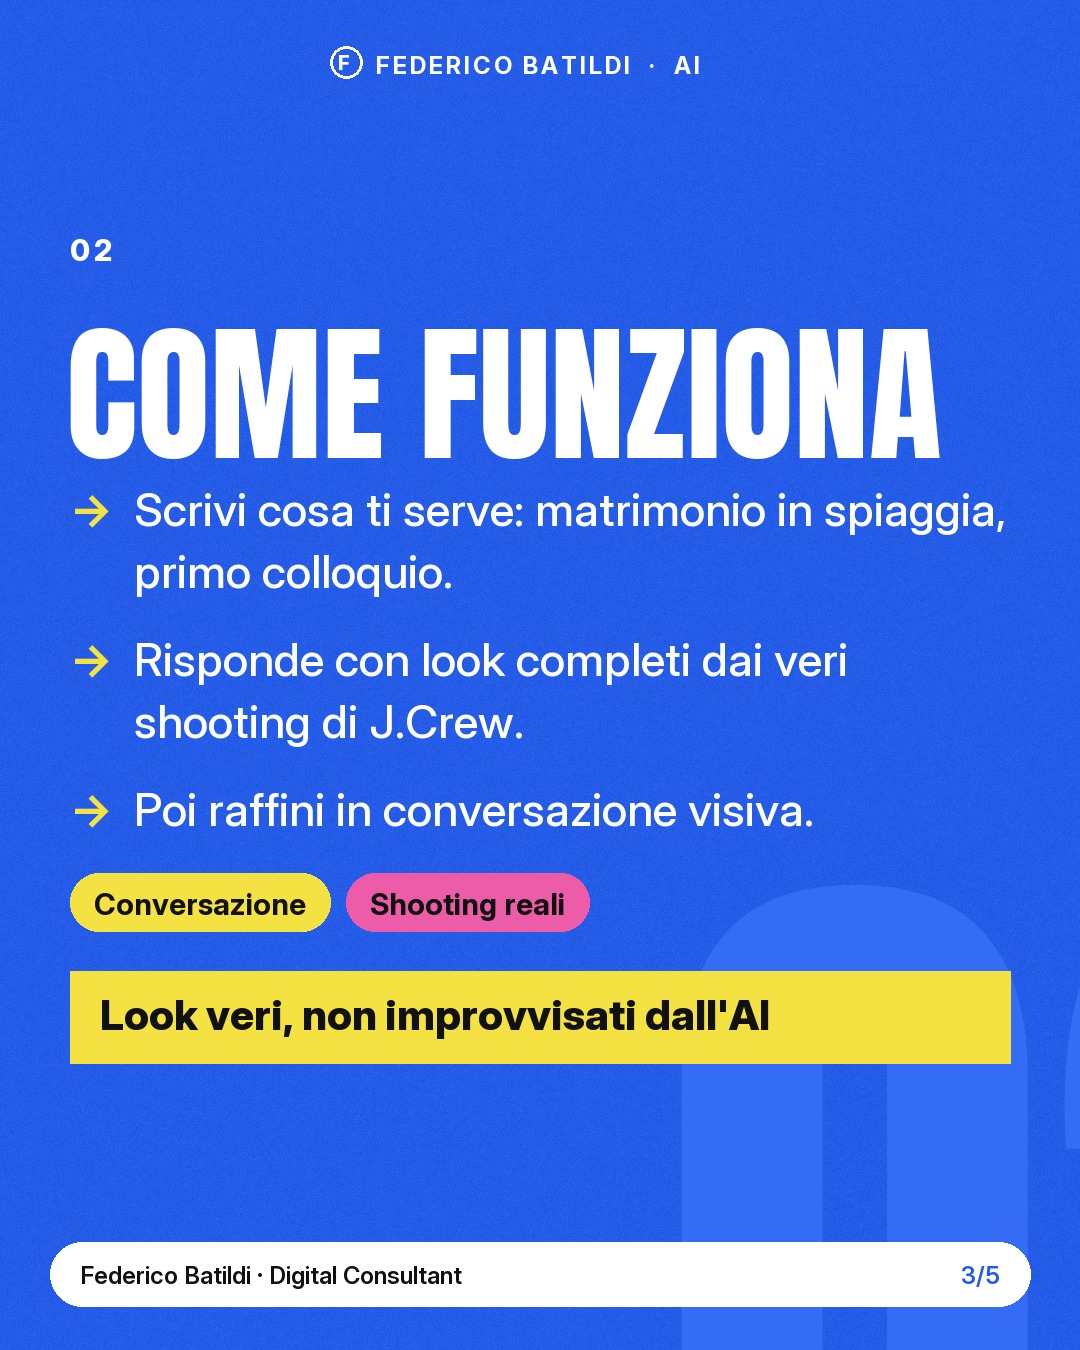 F FEDERICO BATILDI · AI
02
COME FUNZIONA
→ Scrivi cosa ti serve: matrimonio in spiaggia,
primo colloquio.
→ Risponde con look completi dai veri
shooting di J.Crew.
→ Poi raffini in conversazione visiva.
Conversazione Shooting reali
Look veri, non improvvisati dall'AI
Federico Batildi · Digital Consultant 3/5